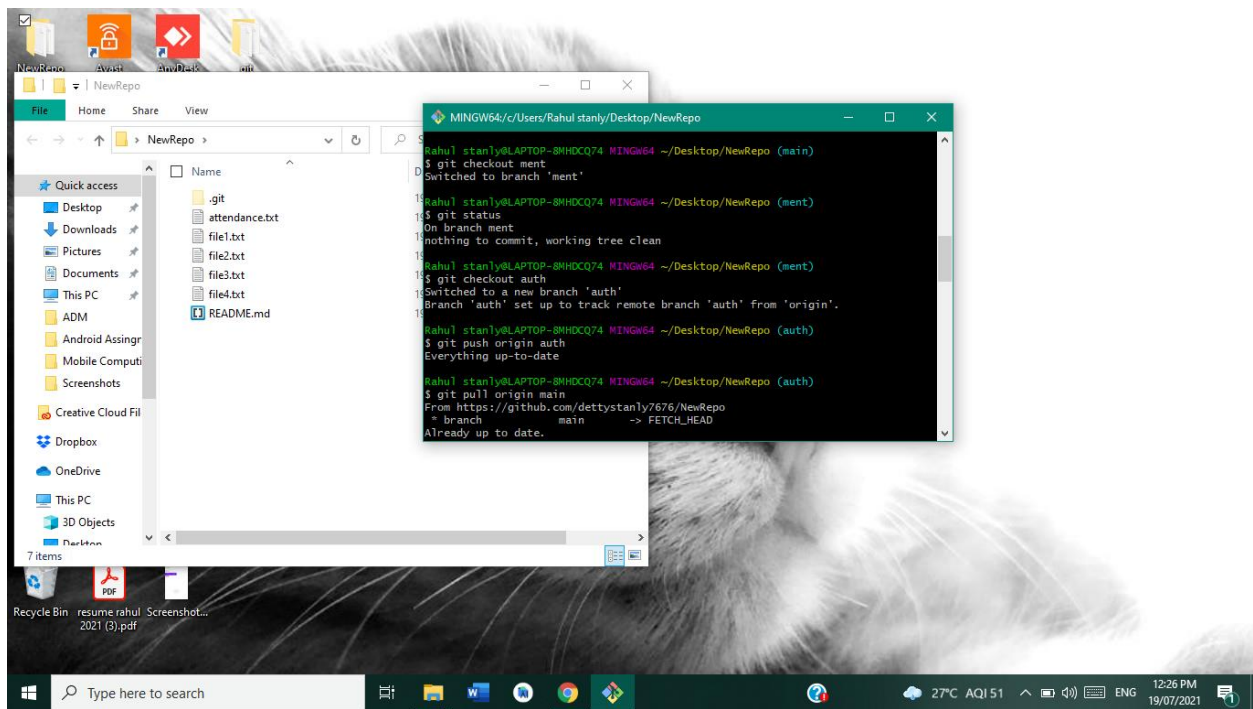 NewRepo
Avast
AnyDesk
git
NewRepo
File Home Share View
NewRepo
Name
Quick access
Desktop
Downloads
Pictures
Documents
This PC
ADM
Android Assingr
Mobile Computi
Screenshots
Creative Cloud Fil
Dropbox
OneDrive
This PC
3D Objects
Desktop
.git
attendance.txt
file1.txt
file2.txt
file3.txt
file4.txt
README.md
7 items
MINGW64:/c/Users/Rahul stanly/Desktop/NewRepo
Rahul stanly@LAPTOP-8MHDCQ74 MINGW64 ~/Desktop/NewRepo (main)
$ git checkout ment
Switched to branch 'ment'
Rahul stanly@LAPTOP-8MHDCQ74 MINGW64 ~/Desktop/NewRepo (ment)
$ git status
On branch ment
nothing to commit, working tree clean
Rahul stanly@LAPTOP-8MHDCQ74 MINGW64 ~/Desktop/NewRepo (ment)
$ git checkout auth
Switched to a new branch 'auth'
Branch 'auth' set up to track remote branch 'auth' from 'origin'.
Rahul stanly@LAPTOP-8MHDCQ74 MINGW64 ~/Desktop/NewRepo (auth)
$ git push origin auth
Everything up-to-date
Rahul stanly@LAPTOP-8MHDCQ74 MINGW64 ~/Desktop/NewRepo (auth)
$ git pull origin main
From https://github.com/dettystanly7676/NewRepo
* branch main -> FETCH_HEAD
Already up to date.
PDF
Recycle Bin
resume rahul
2021 (3).pdf
Screenshot...
Type here to search
27°C AQI 51
ENG
12:26 PM
19/07/2021